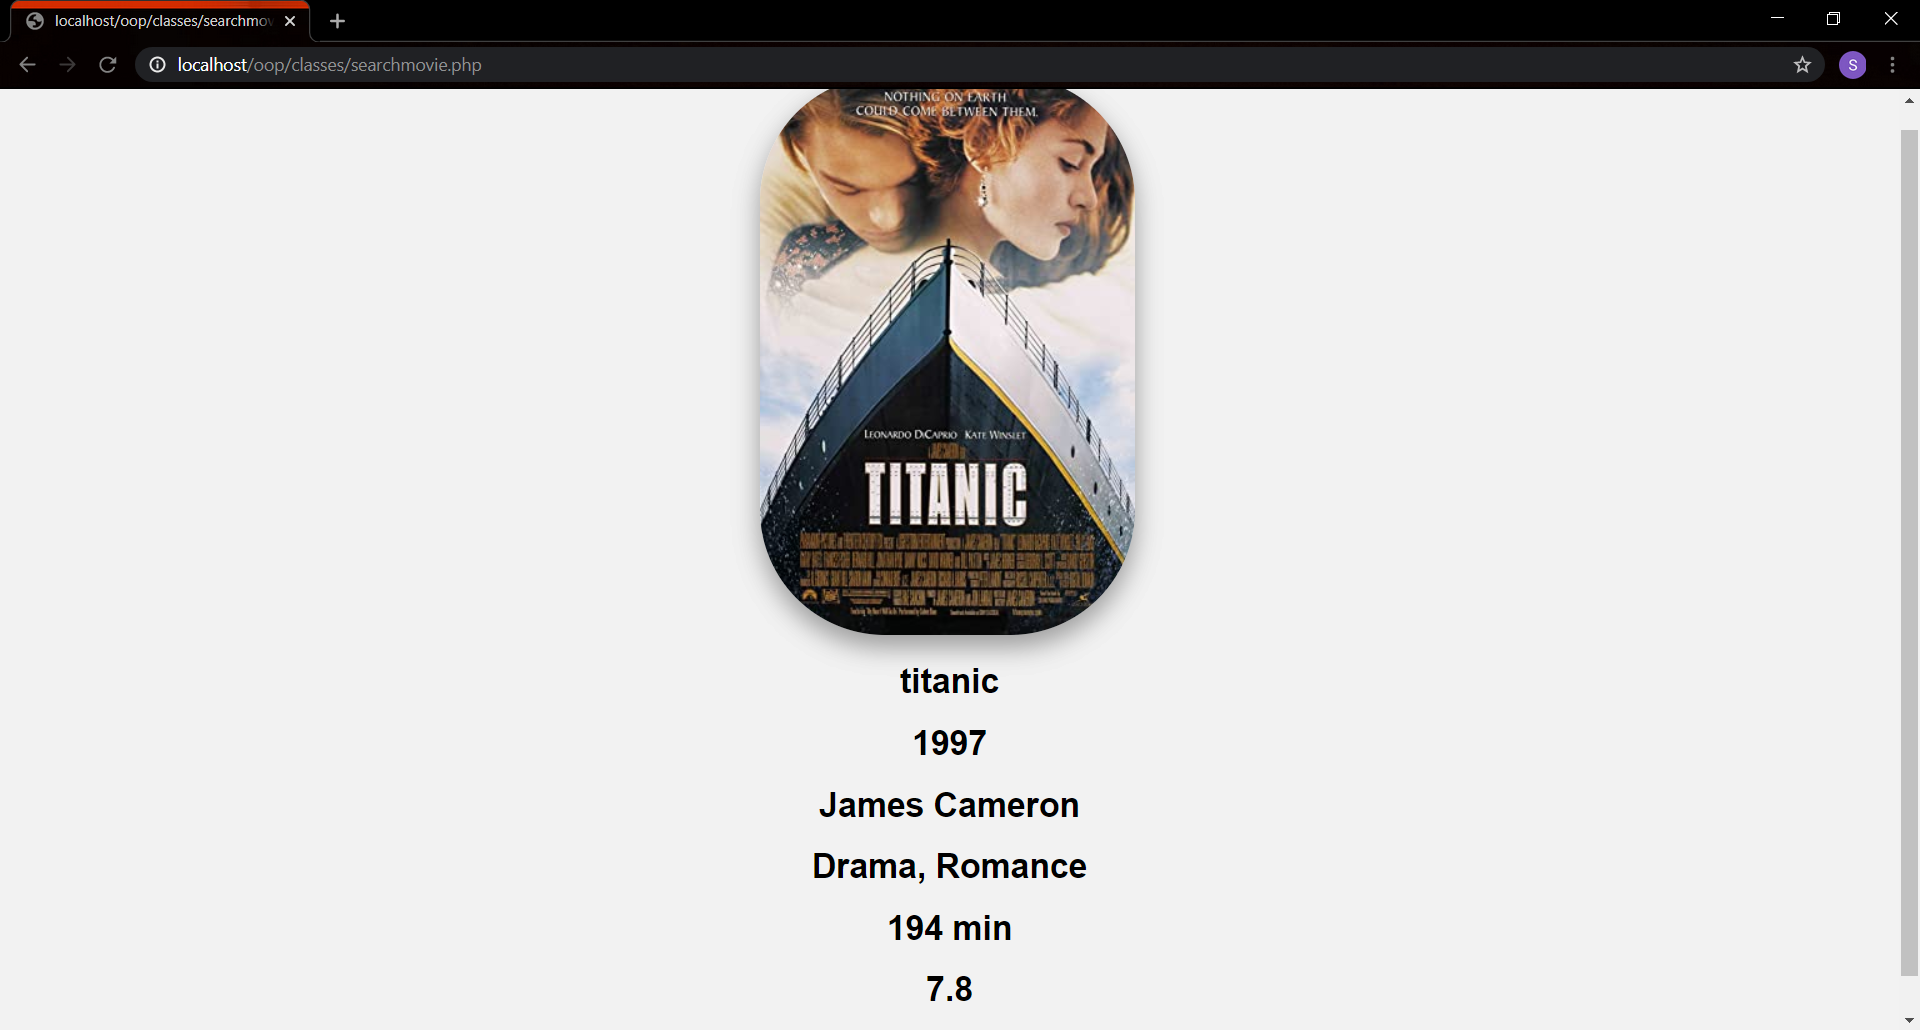 localhost/oop/classes/searchmov
localhost/oop/classes/searchmovie.php
S
NOTHING ON EARTH
COULD COME BETWEEN THEM.
LEONARDO DICAPRIO KATE WINSLET
TITANIC
titanic
1997
James Cameron
Drama, Romance
194 min
7.8